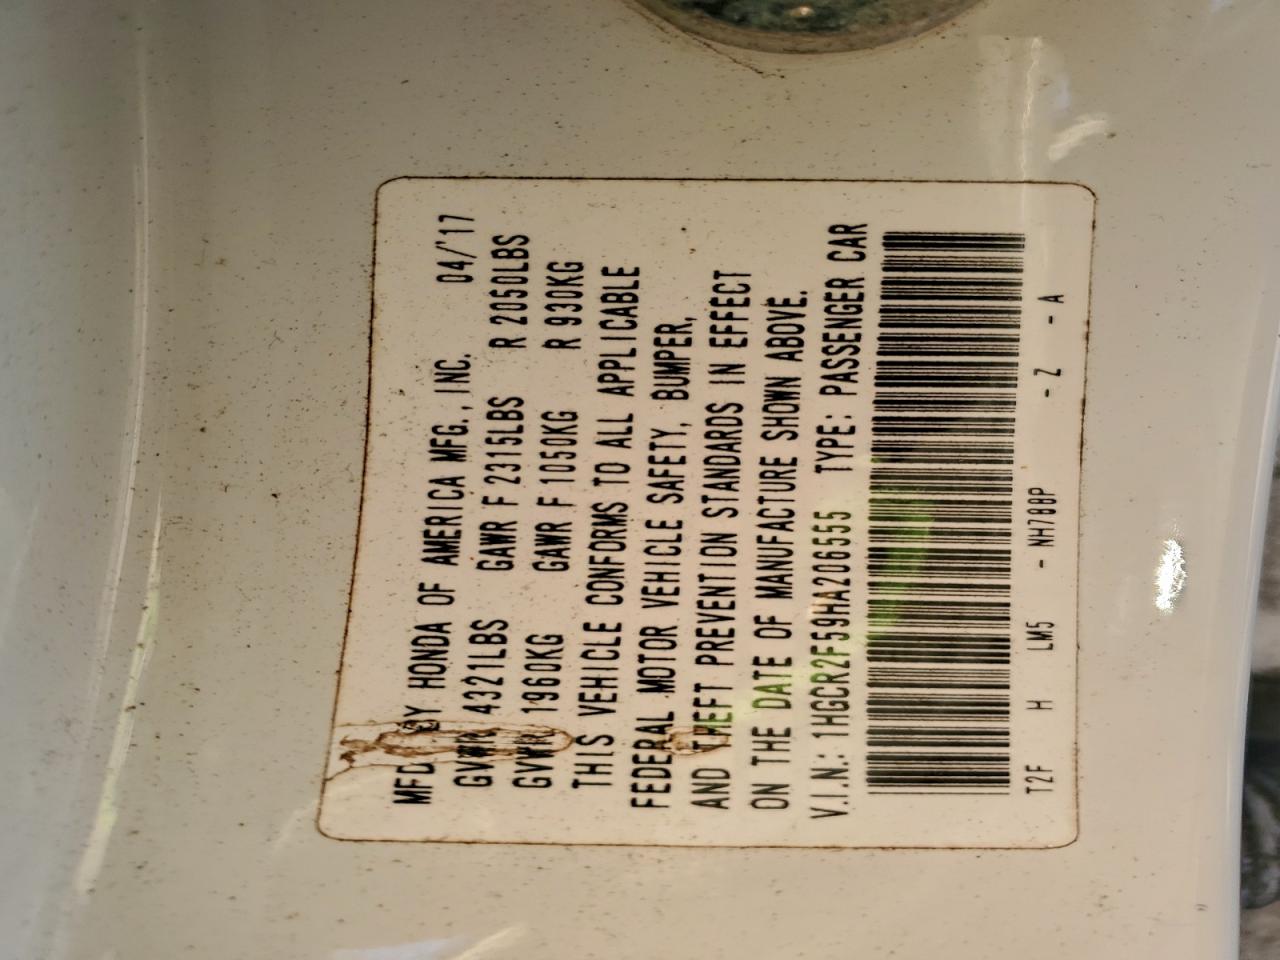 MFD BY HONDA OF AMERICA MFG., INC. 04/'17
GVWR 4321LBS GAWR F 2315LBS R 2050LBS
GVWR 1960KG GAWR F 1050KG R 930KG
THIS VEHICLE CONFORMS TO ALL APPLICABLE
FEDERAL MOTOR VEHICLE SAFETY, BUMPER,
AND THEFT PREVENTION STANDARDS IN EFFECT
ON THE DATE OF MANUFACTURE SHOWN ABOVE.
V.I.N.: 1HGCR2F59HA206555 TYPE: PASSENGER CAR
T2F H LM5 - NH788P - Z - A